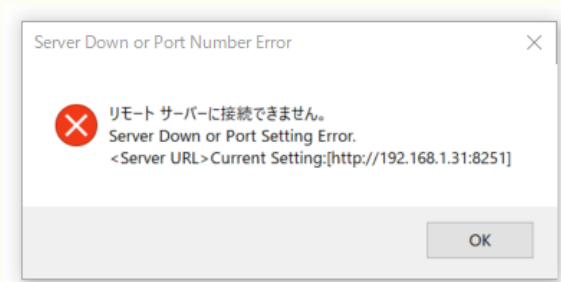 Server Down or Port Number Error
リモート サーバーに接続できません。
Server Down or Port Setting Error.
<Server URL>Current Setting:[http://192.168.1.31:8251]
OK